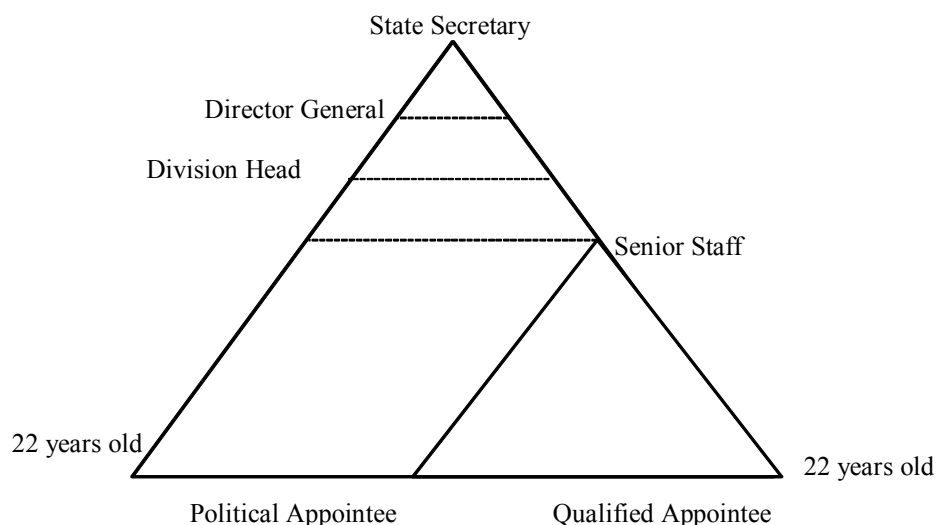 State Secretary
Director General
Division Head
Senior Staff
22 years old
22 years old
Political Appointee
Qualified Appointee